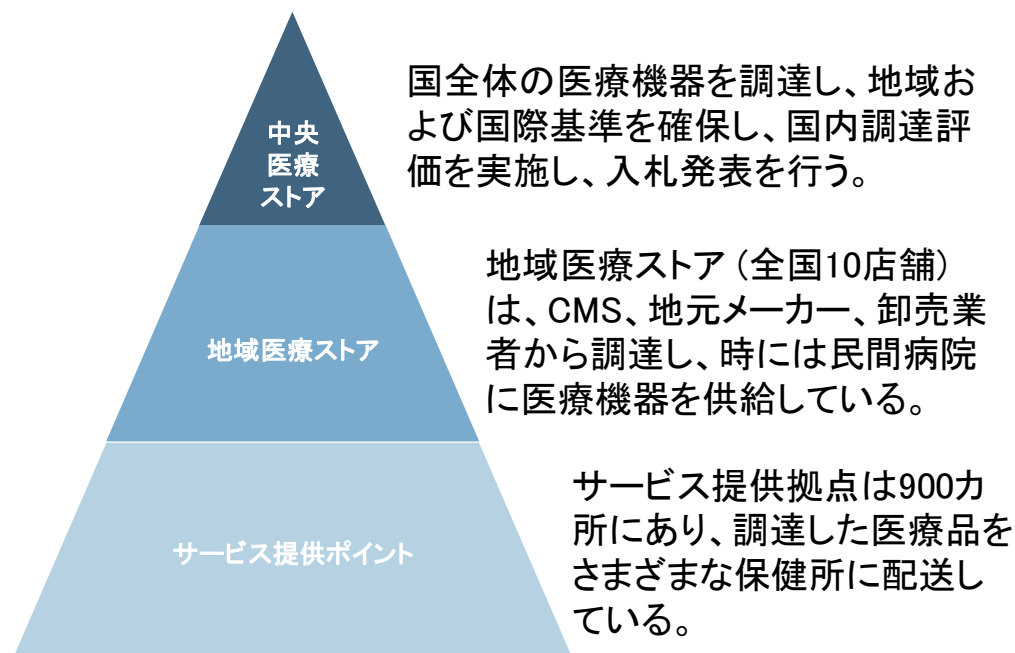 中央
医療
ストア
国全体の医療機器を調達し、地域お
よび国際基準を確保し、国内調達評
価を実施し、入札発表を行う。
地域医療ストア
地域医療ストア（全国10店舗）
は、CMS、地元メーカー、卸売業
者から調達し、時には民間病院
に医療機器を供給している。
サービス提供ポイント
サービス提供拠点は900カ
所にあり、調達した医療品を
さまざまな保健所に配送し
ている。